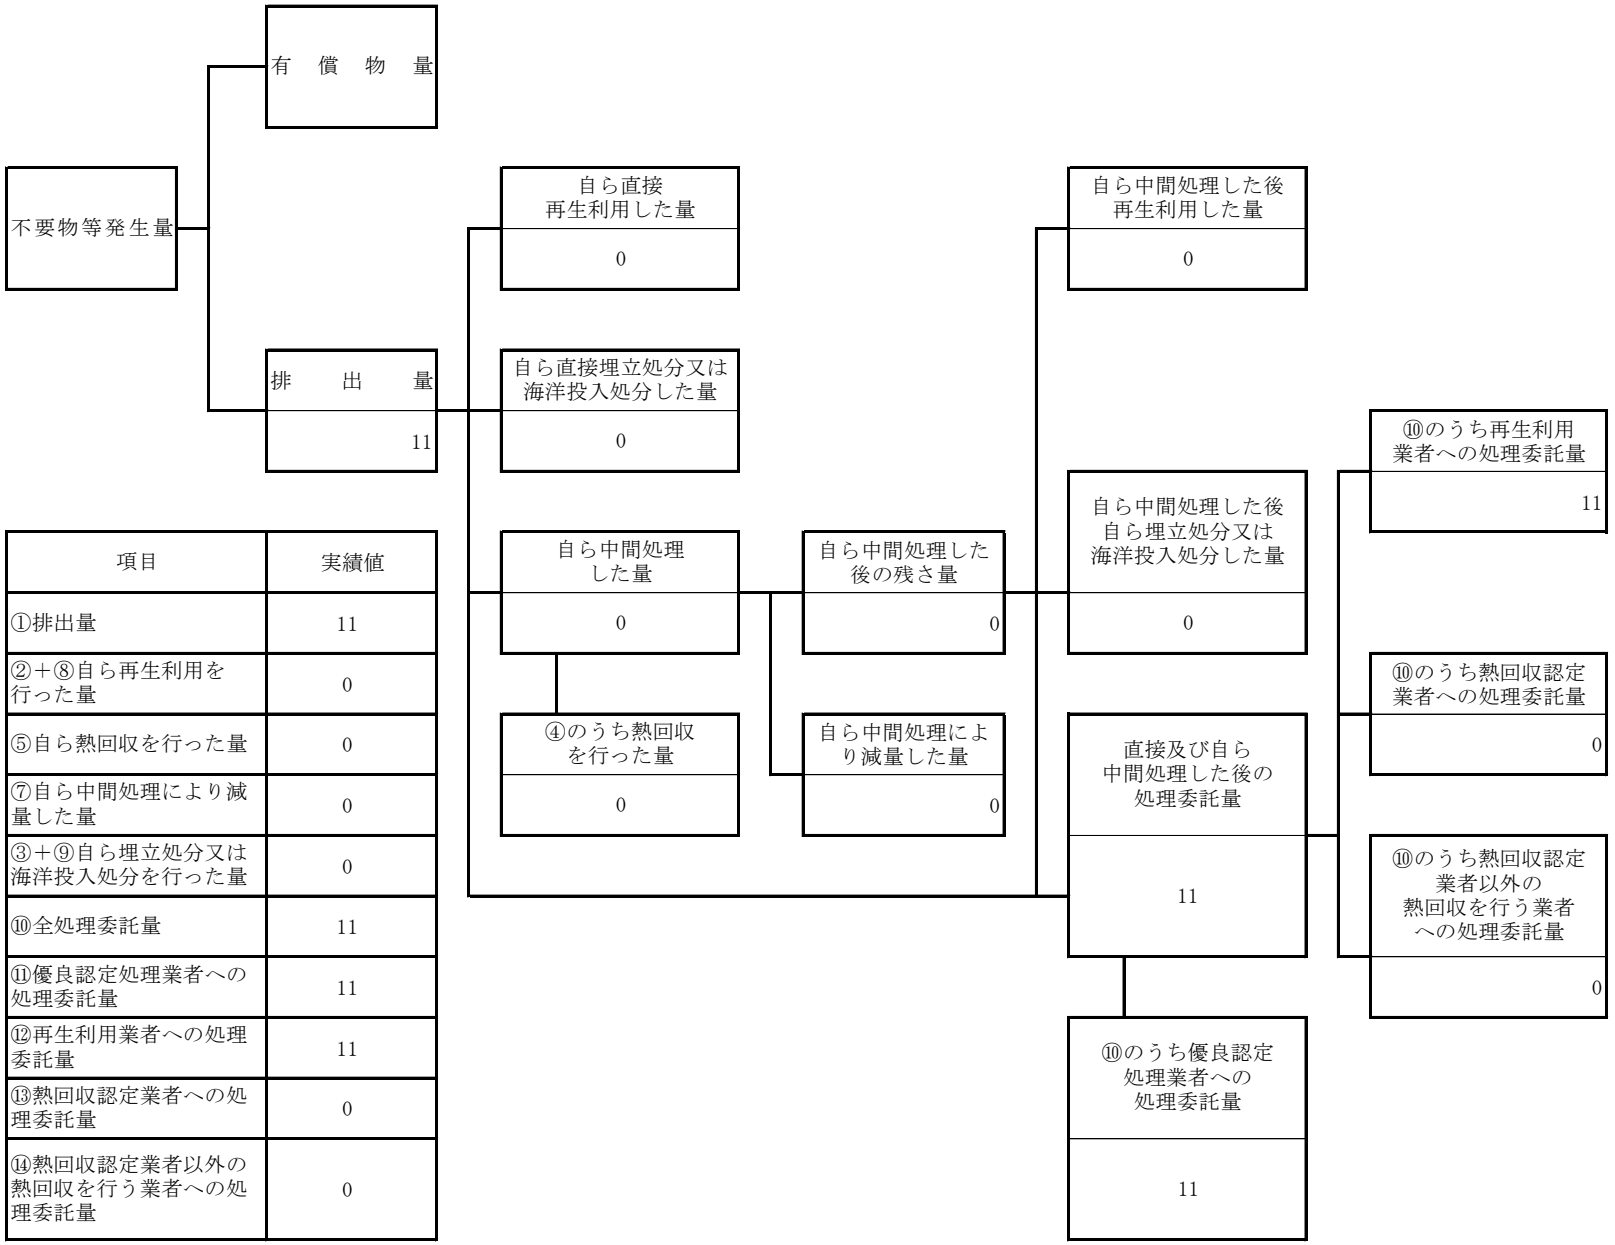 有償物量
不要物等発生量
排出量
11
自ら直接
再生利用した量
0
自ら直接埋立処分又は
海洋投入処分した量
0
自ら中間処理
した量
0
④のうち熱回収
を行った量
0
自ら中間処理した
後の残さ量
0
自ら中間処理によ
り減量した量
0
自ら中間処理した後
再生利用した量
0
自ら中間処理した後
自ら埋立処分又は
海洋投入処分した量
0
直接及び自ら
中間処理した後の
処理委託量
11
⑩のうち優良認定
処理業者への
処理委託量
11
⑩のうち再生利用
業者への処理委託量
11
⑩のうち熱回収認定
業者への処理委託量
0
⑩のうち熱回収認定
業者以外の
熱回収を行う業者
への処理委託量
0
項目 実績値
①排出量 11
②+⑧自ら再生利用を
行った量 0
⑤自ら熱回収を行った量 0
⑦自ら中間処理により減
量した量 0
③+⑨自ら埋立処分又は
海洋投入処分を行った量 0
⑩全処理委託量 11
⑪優良認定処理業者への
処理委託量 11
⑫再生利用業者への処理
委託量 11
⑬熱回収認定業者への処
理委託量 0
⑭熱回収認定業者以外の
熱回収を行う業者への処
理委託量 0